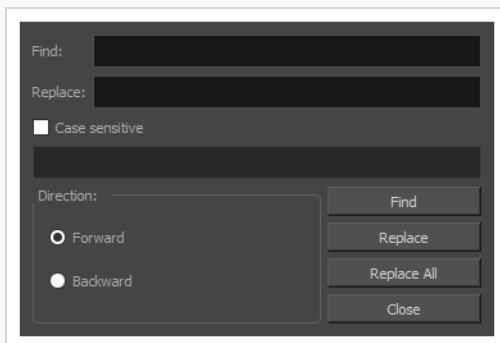 Find:
Replace:
Case sensitive
Direction:
Forward
Backward
Find
Replace
Replace All
Close